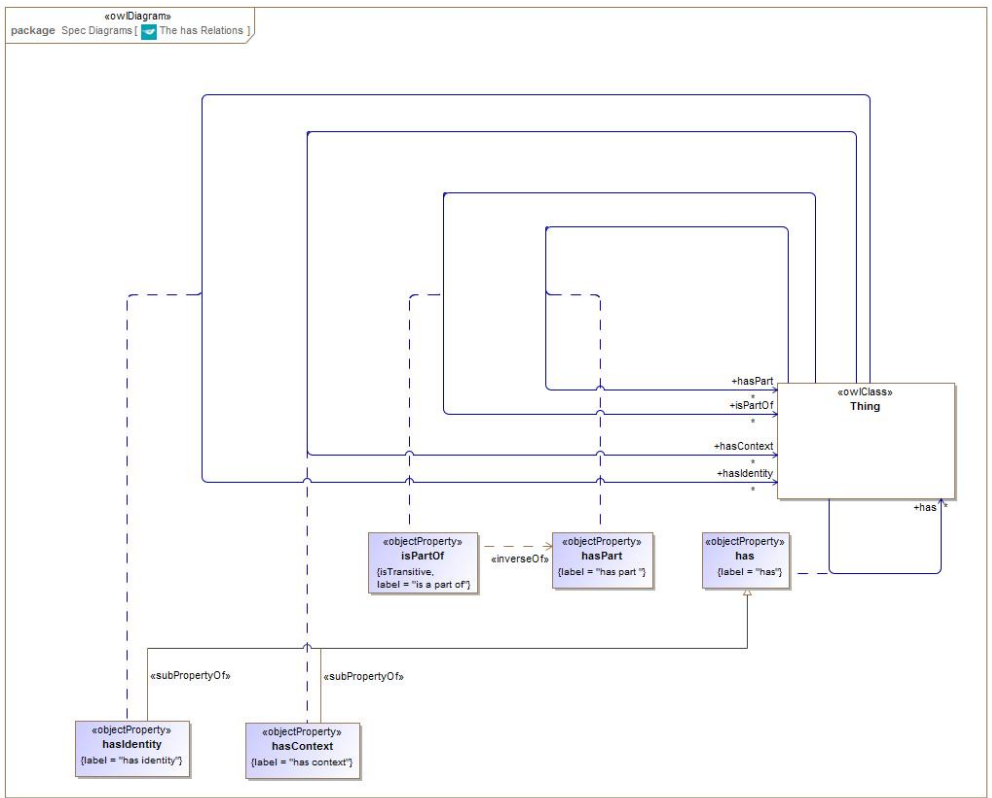 «owlDiagram»
package Spec Diagrams [ The has Relations ]
+hasPart
*
«owlClass»
Thing
+isPartOf
*
+hasContext
*
+hasIdentity
*
+has *
«objectProperty»
isPartOf
{isTransitive,
label = "is a part of"}
«inverseOf»
«objectProperty»
hasPart
{label = "has part "}
«objectProperty»
has
{label = "has"}
«subPropertyOf»
«subPropertyOf»
«objectProperty»
hasIdentity
{label = "has identity"}
«objectProperty»
hasContext
{label = "has context"}